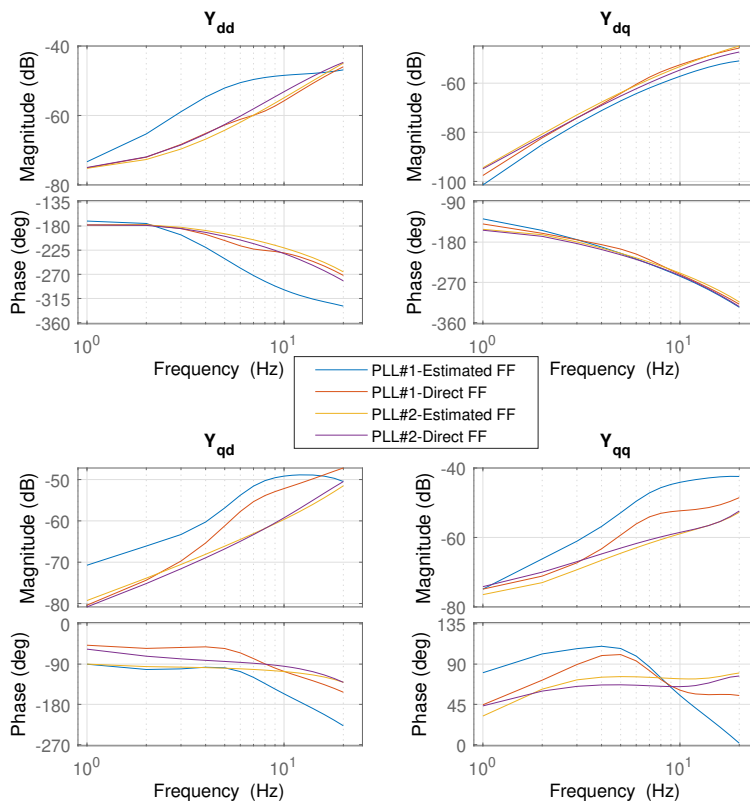 Y_dd
Magnitude (dB)
-40
-60
-80
Phase (deg)
-135
-180
-225
-270
-315
-360
10^0
10^1
Frequency (Hz)
Y_dq
Magnitude (dB)
-60
-80
-100
Phase (deg)
-90
-180
-270
-360
10^0
10^1
Frequency (Hz)
PLL#1-Estimated FF
PLL#1-Direct FF
PLL#2-Estimated FF
PLL#2-Direct FF
Y_qd
Magnitude (dB)
-50
-60
-70
-80
Phase (deg)
0
-90
-180
-270
10^0
10^1
Frequency (Hz)
Y_qq
Magnitude (dB)
-40
-60
-80
Phase (deg)
135
90
45
0
10^0
10^1
Frequency (Hz)